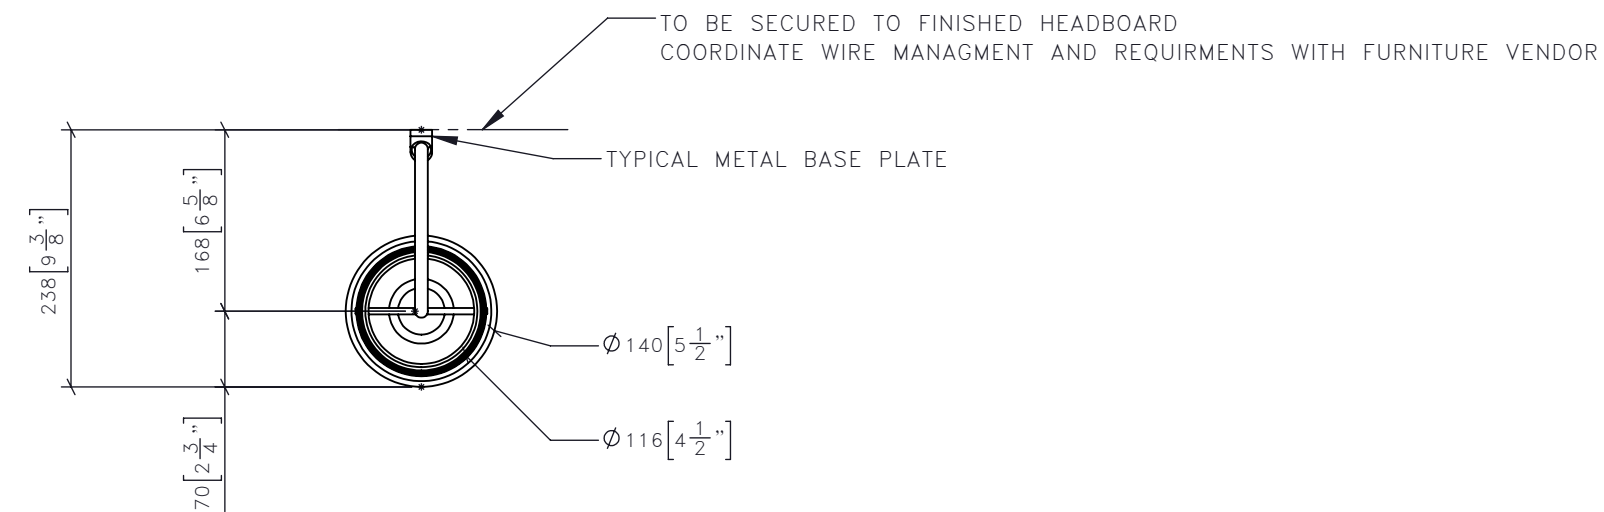 TO BE SECURED TO FINISHED HEADBOARD
COORDINATE WIRE MANAGMENT AND REQUIRMENTS WITH FURNITURE VENDOR
TYPICAL METAL BASE PLATE
238[9 3/8"]
168[6 5/8"]
Ø140[5 1/2"]
Ø116[4 1/2"]
70[2 3/4"]